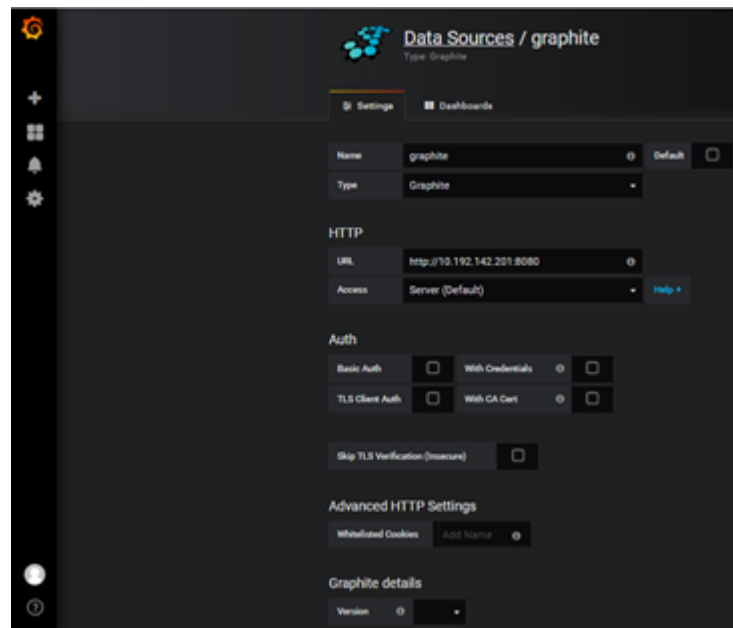 Data Sources / graphite
Type: Graphite
Settings Dashboards
Name graphite Default
Type Graphite
HTTP
URL http://10.192.142.201:8080
Access Server (Default) Help
Auth
Basic Auth With Credentials
TLS Client Auth With CA Cert
Skip TLS Verification (Insecure)
Advanced HTTP Settings
Whitelisted Cookies Add Name
Graphite details
Version